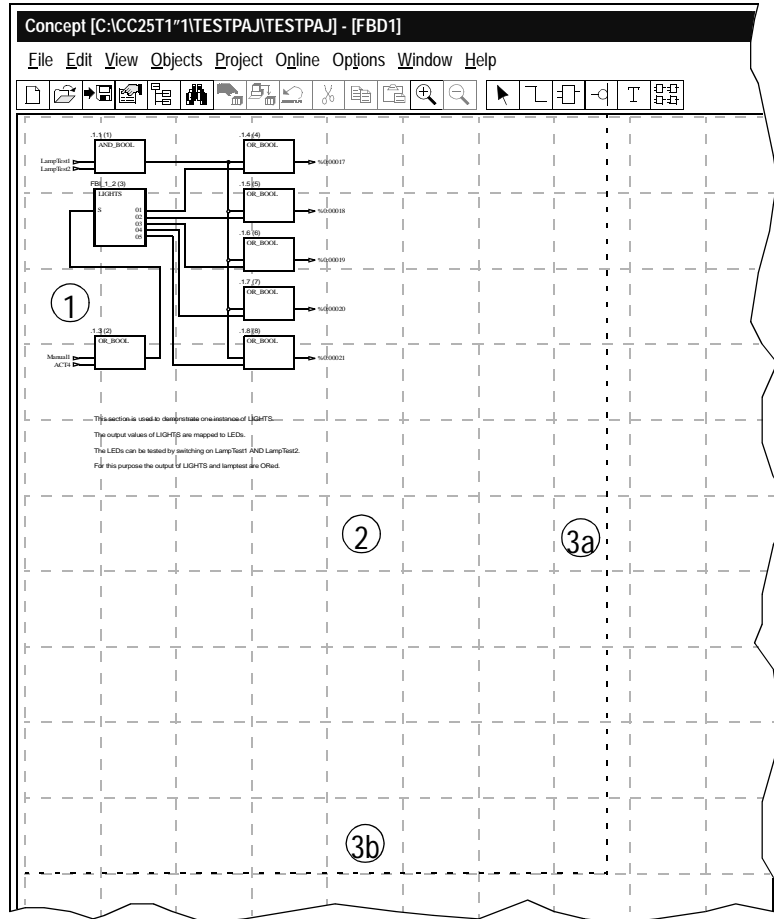 Concept [C:\CC25T1"1\TESTPAJ\TESTPAJ] - [FBD1]
File Edit View Objects Project Online Options Window Help
T
.1.1 (1)
AND_BOOL
LampTest1
LampTest2
.1.4 (4)
OR_BOOL
%0:00017
FBI_1_2 (3)
LIGHTS
S
01
02
03
04
05
.1.5 (5)
OR_BOOL
%0:00018
.1.6 (6)
OR_BOOL
%0:00019
1
.1.7 (7)
OR_BOOL
%0:00020
.1.3 (2)
OR_BOOL
Manual1
ACT4
.1.8 (8)
OR_BOOL
%0:00021
This section is used to demonstrate one instance of LIGHTS.
The output values of LIGHTS are mapped to LEDs.
The LEDs can be tested by switching on LampTest1 AND LampTest2.
For this purpose the output of LIGHTS and lamptest are ORed.
2
3a
3b